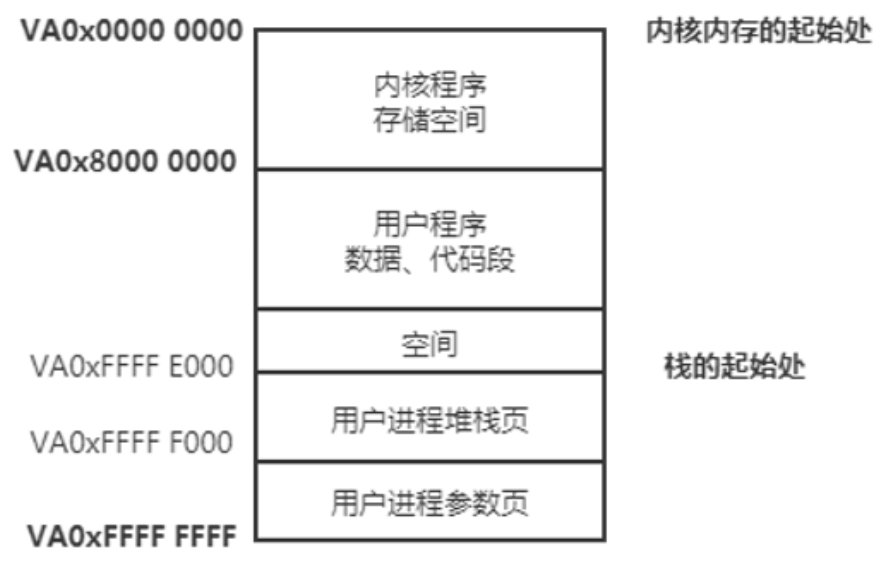 VA0x0000 0000
内核内存的起始处
内核程序
存储空间
VA0x8000 0000
用户程序
数据、代码段
空间
VA0xFFFF E000
栈的起始处
用户进程堆栈页
VA0xFFFF F000
用户进程参数页
VA0xFFFF FFFF